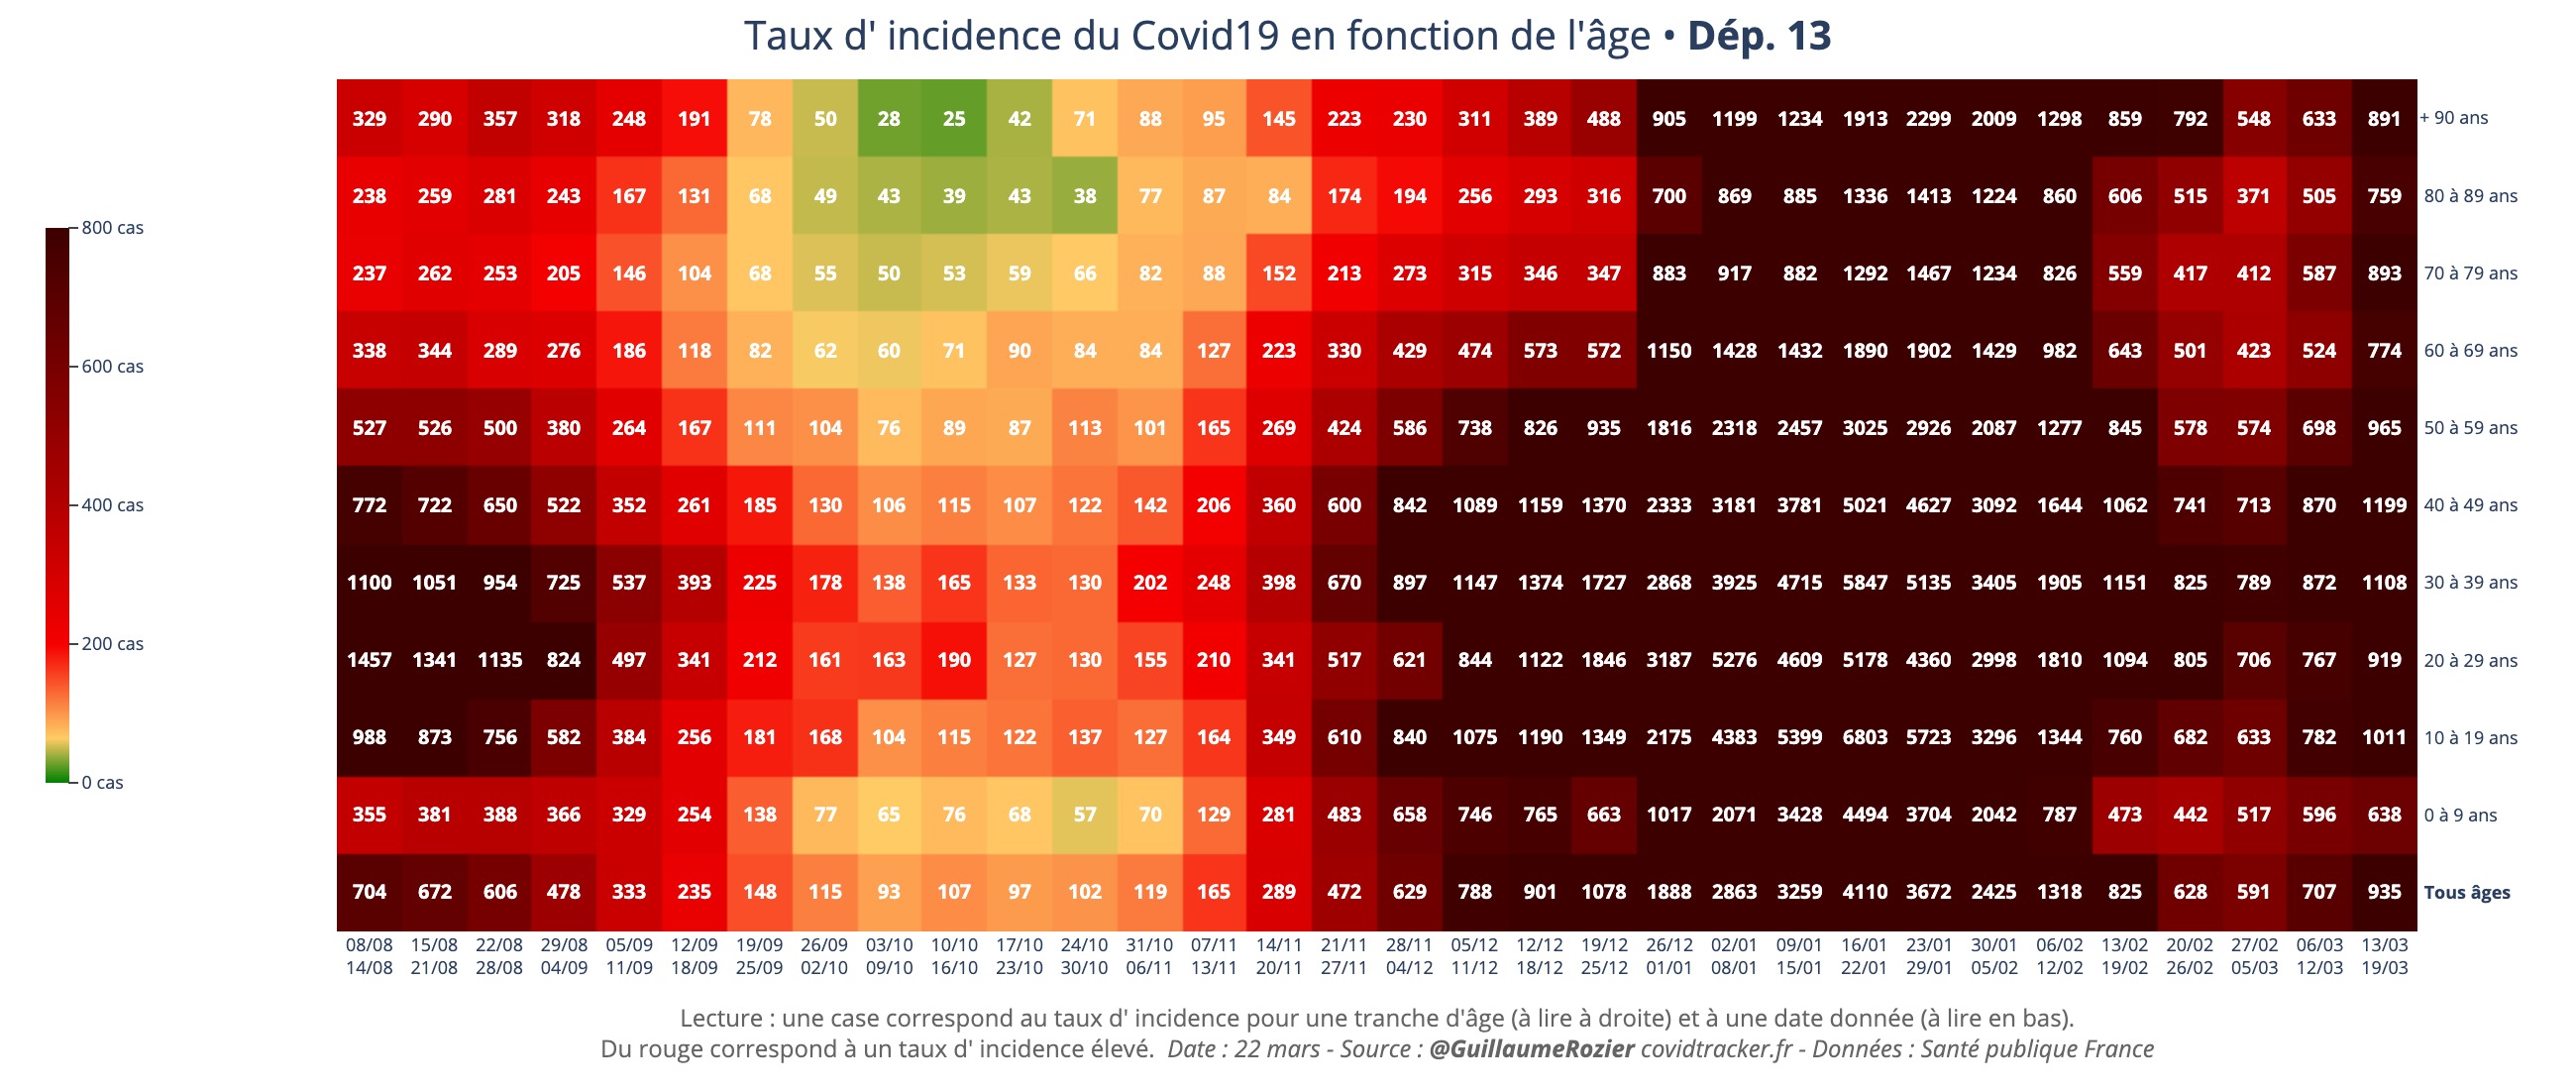 Taux d' incidence du Covid19 en fonction de l'âge • Dép. 13
329 290 357 318 248 191 78 50 28 25 42 71 88 95 145 223 230 311 389 488 905 1199 1234 1913 2299 2009 1298 859 792 548 633 891 + 90 ans
238 259 281 243 167 131 68 49 43 39 43 38 77 87 84 174 194 256 293 316 700 869 885 1336 1413 1224 860 606 515 371 505 759 80 à 89 ans
800 cas
237 262 253 205 146 104 68 55 50 53 59 66 82 88 152 213 273 315 346 347 883 917 882 1292 1467 1234 826 559 417 412 587 893 70 à 79 ans
338 344 289 276 186 118 82 62 60 71 90 84 84 127 223 330 429 474 573 572 1150 1428 1432 1890 1902 1429 982 643 501 423 524 774 60 à 69 ans
600 cas
527 526 500 380 264 167 111 104 76 89 87 113 101 165 269 424 586 738 826 935 1816 2318 2457 3025 2926 2087 1277 845 578 574 698 965 50 à 59 ans
400 cas
772 722 650 522 352 261 185 130 106 115 107 122 142 206 360 600 842 1089 1159 1370 2333 3181 3781 5021 4627 3092 1644 1062 741 713 870 1199 40 à 49 ans
1100 1051 954 725 537 393 225 178 138 165 133 130 202 248 398 670 897 1147 1374 1727 2868 3925 4715 5847 5135 3405 1905 1151 825 789 872 1108 30 à 39 ans
200 cas
1457 1341 1135 824 497 341 212 161 163 190 127 130 155 210 341 517 621 844 1122 1846 3187 5276 4609 5178 4360 2998 1810 1094 805 706 767 919 20 à 29 ans
988 873 756 582 384 256 181 168 104 115 122 137 127 164 349 610 840 1075 1190 1349 2175 4383 5399 6803 5723 3296 1344 760 682 633 782 1011 10 à 19 ans
0 cas
355 381 388 366 329 254 138 77 65 76 68 57 70 129 281 483 658 746 765 663 1017 2071 3428 4494 3704 2042 787 473 442 517 596 638 0 à 9 ans
704 672 606 478 333 235 148 115 93 107 97 102 119 165 289 472 629 788 901 1078 1888 2863 3259 4110 3672 2425 1318 825 628 591 707 935 Tous âges
08/08 15/08 22/08 29/08 05/09 12/09 19/09 26/09 03/10 10/10 17/10 24/10 31/10 07/11 14/11 21/11 28/11 05/12 12/12 19/12 26/12 02/01 09/01 16/01 23/01 30/01 06/02 13/02 20/02 27/02 06/03 13/03
14/08 21/08 28/08 04/09 11/09 18/09 25/09 02/10 09/10 16/10 23/10 30/10 06/11 13/11 20/11 27/11 04/12 11/12 18/12 25/12 01/01 08/01 15/01 22/01 29/01 05/02 12/02 19/02 26/02 05/03 12/03 19/03
Lecture : une case correspond au taux d' incidence pour une tranche d'âge (à lire à droite) et à une date donnée (à lire en bas).
Du rouge correspond à un taux d' incidence élevé. Date : 22 mars - Source : @GuillaumeRozier covidtracker.fr - Données : Santé publique France